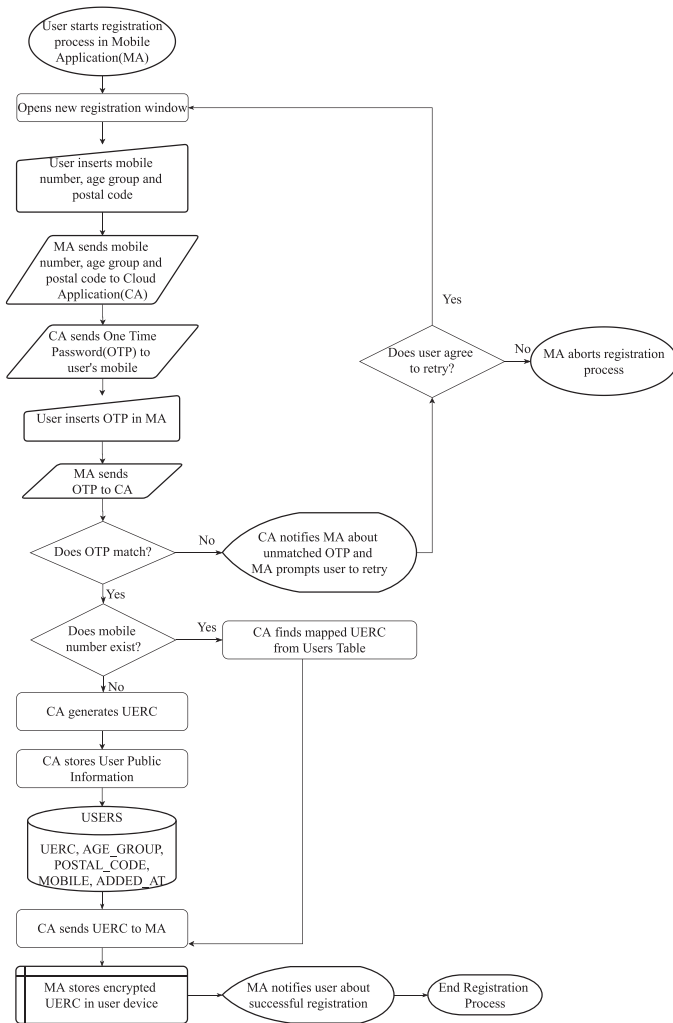 User starts registration
process in Mobile
Application(MA)
Opens new registration window
User inserts mobile
number, age group and
postal code
MA sends mobile
number, age group and
postal code to Cloud
Application(CA)
Yes
CA sends One Time
Password(OTP) to
user's mobile
Does user agree
to retry?
No
MA aborts registration
process
User inserts OTP in MA
MA sends
OTP to CA
Does OTP match?
No
CA notifies MA about
unmatched OTP and
MA prompts user to retry
Yes
Does mobile
number exist?
Yes
CA finds mapped UERC
from Users Table
No
CA generates UERC
CA stores User Public
Information
USERS
UERC, AGE_GROUP,
POSTAL_CODE,
MOBILE, ADDED_AT
CA sends UERC to MA
MA stores encrypted
UERC in user device
MA notifies user about
successful registration
End Registration
Process